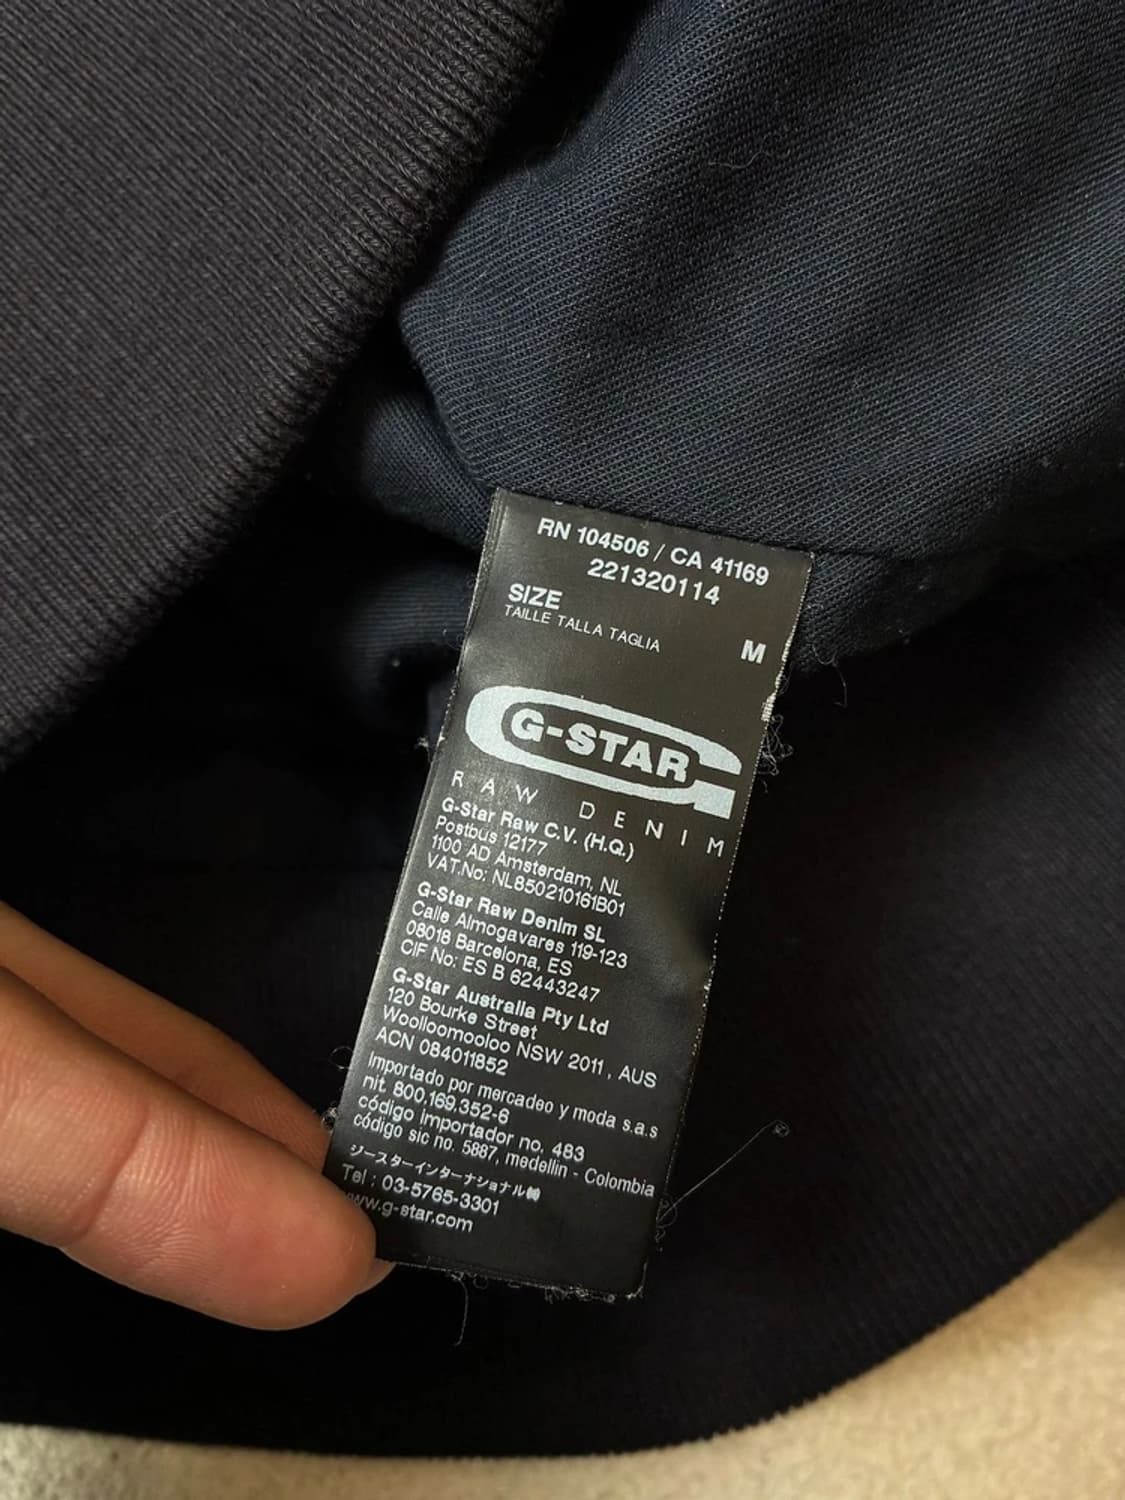 RN 104506 / CA 41169
221320114
SIZE
TAILLE TALLA TAGLIA
M
G-STAR
RAW DENIM
G-Star Raw C.V. (H.Q.)
Postbus 12177
1100 AD Amsterdam, NL
VAT.No: NL850210161B01
G-Star Raw Denim SL
Calle Almogavares 119-123
08018 Barcelona, ES
CIF No: ES B 62443247
G-Star Australia Pty Ltd
120 Bourke Street
Woolloomooloo NSW 2011 , AUS
ACN 084011852
Importado por mercadeo y moda s.a.s
nit. 800.169.352-6
código importador no. 483
código sic no. 5887, medellin - Colombia
ジースターインターナショナル㈱
Tel : 03-5765-3301
www.g-star.com